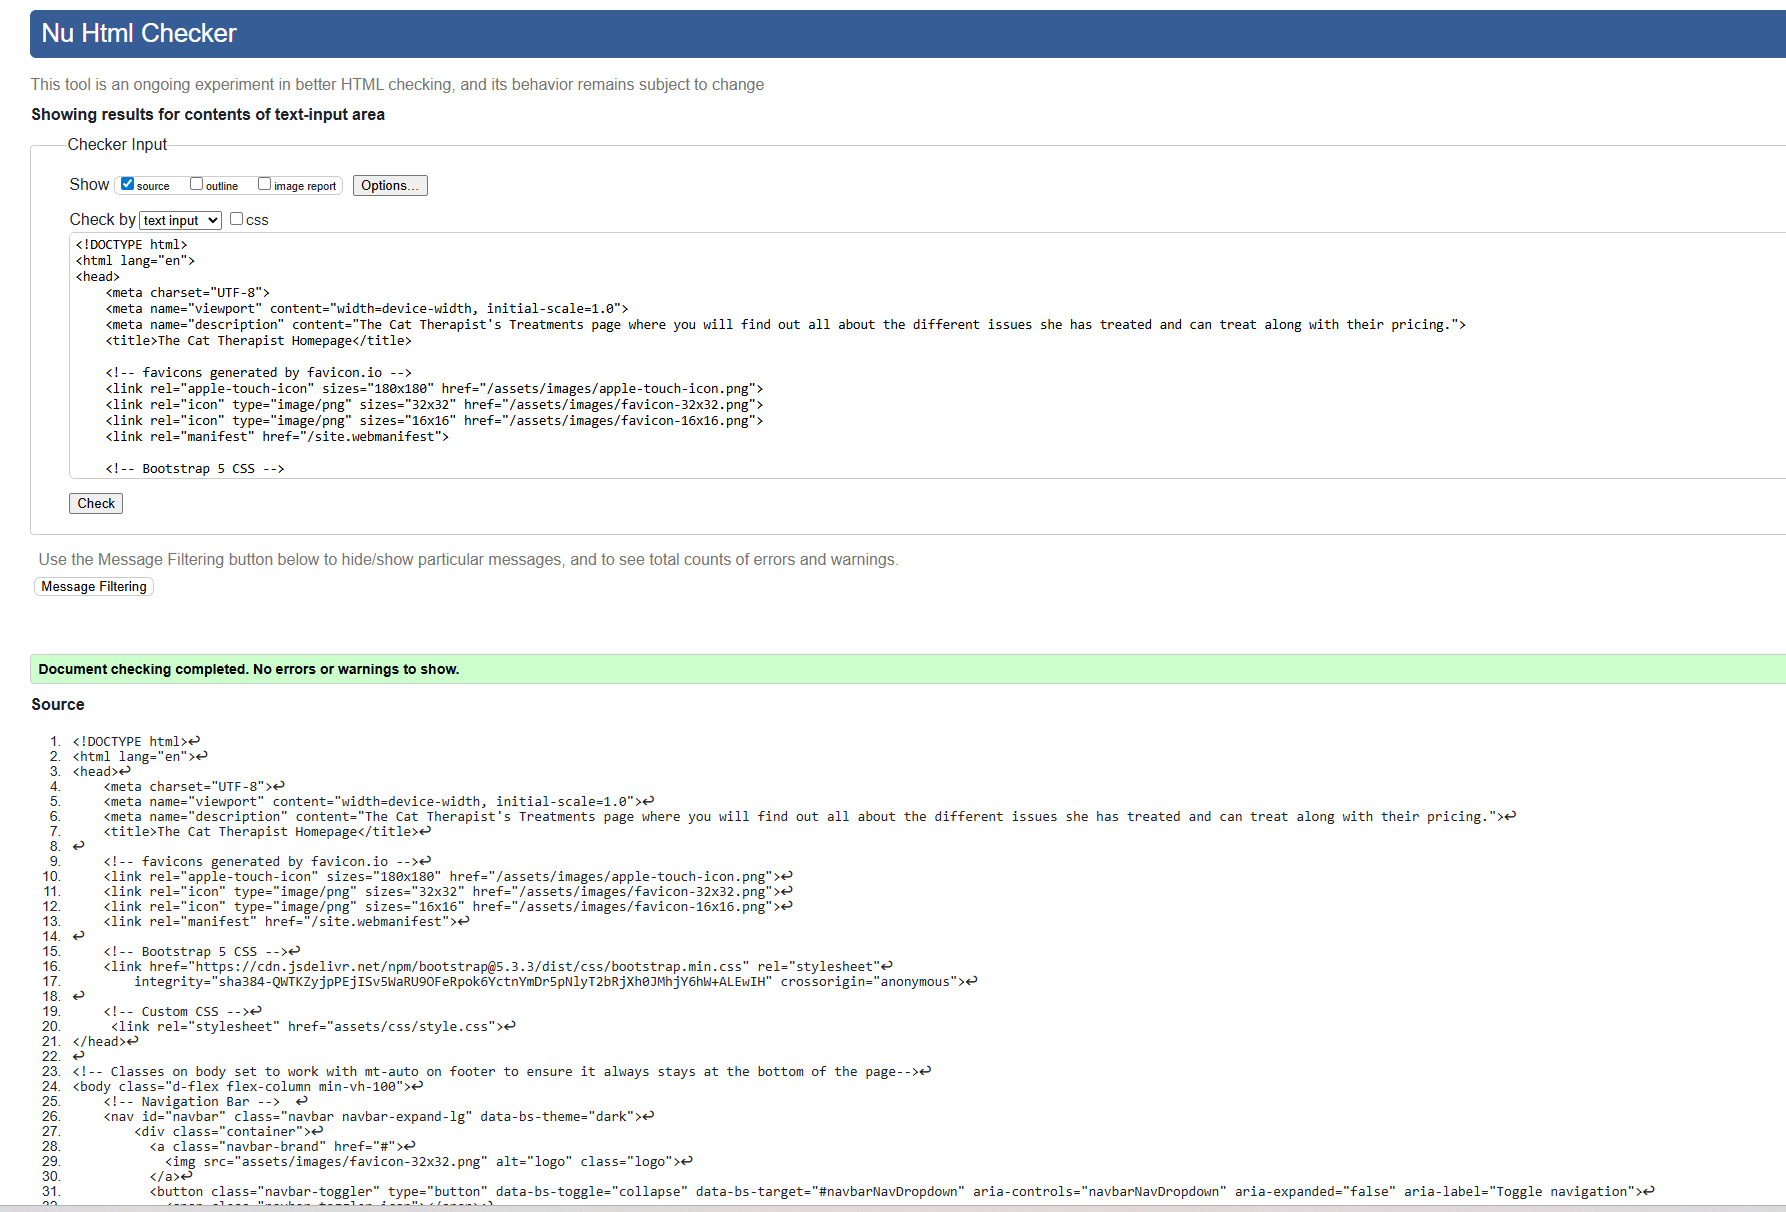 Nu Html Checker
This tool is an ongoing experiment in better HTML checking, and its behavior remains subject to change
Showing results for contents of text-input area
Checker Input
Show source outline image report Options...
Check by text input css
<!DOCTYPE html>
<html lang="en">
<head>
    <meta charset="UTF-8">
    <meta name="viewport" content="width=device-width, initial-scale=1.0">
    <meta name="description" content="The Cat Therapist's Treatments page where you will find out all about the different issues she has treated and can treat along with their pricing.">
    <title>The Cat Therapist Homepage</title>

    <!-- favicons generated by favicon.io -->
    <link rel="apple-touch-icon" sizes="180x180" href="/assets/images/apple-touch-icon.png">
    <link rel="icon" type="image/png" sizes="32x32" href="/assets/images/favicon-32x32.png">
    <link rel="icon" type="image/png" sizes="16x16" href="/assets/images/favicon-16x16.png">
    <link rel="manifest" href="/site.webmanifest">

    <!-- Bootstrap 5 CSS -->
Check
Use the Message Filtering button below to hide/show particular messages, and to see total counts of errors and warnings.
Message Filtering
Document checking completed. No errors or warnings to show.
Source
1. <!DOCTYPE html>↩
2. <html lang="en">↩
3. <head>↩
4.     <meta charset="UTF-8">↩
5.     <meta name="viewport" content="width=device-width, initial-scale=1.0">↩
6.     <meta name="description" content="The Cat Therapist's Treatments page where you will find out all about the different issues she has treated and can treat along with their pricing.">↩
7.     <title>The Cat Therapist Homepage</title>↩
8. ↩
9.     <!-- favicons generated by favicon.io -->↩
10.     <link rel="apple-touch-icon" sizes="180x180" href="/assets/images/apple-touch-icon.png">↩
11.     <link rel="icon" type="image/png" sizes="32x32" href="/assets/images/favicon-32x32.png">↩
12.     <link rel="icon" type="image/png" sizes="16x16" href="/assets/images/favicon-16x16.png">↩
13.     <link rel="manifest" href="/site.webmanifest">↩
14. ↩
15.     <!-- Bootstrap 5 CSS -->↩
16.     <link href="https://cdn.jsdelivr.net/npm/bootstrap@5.3.3/dist/css/bootstrap.min.css" rel="stylesheet"↩
17.         integrity="sha384-QWTKZyjpPEjISv5WaRU9OFeRpok6YctnYmDr5pNlyT2bRjXh0JMhjY6hW+ALEwIH" crossorigin="anonymous">↩
18. ↩
19.     <!-- Custom CSS -->↩
20.      <link rel="stylesheet" href="assets/css/style.css">↩
21. </head>↩
22. ↩
23. <!-- Classes on body set to work with mt-auto on footer to ensure it always stays at the bottom of the page-->↩
24. <body class="d-flex flex-column min-vh-100">↩
25.     <!-- Navigation Bar -->  ↩
26.     <nav id="navbar" class="navbar navbar-expand-lg" data-bs-theme="dark">↩
27.         <div class="container">↩
28.           <a class="navbar-brand" href="#">↩
29.             <img src="assets/images/favicon-32x32.png" alt="logo" class="logo">↩
30.           </a>↩
31.           <button class="navbar-toggler" type="button" data-bs-toggle="collapse" data-bs-target="#navbarNavDropdown" aria-controls="navbarNavDropdown" aria-expanded="false" aria-label="Toggle navigation">↩